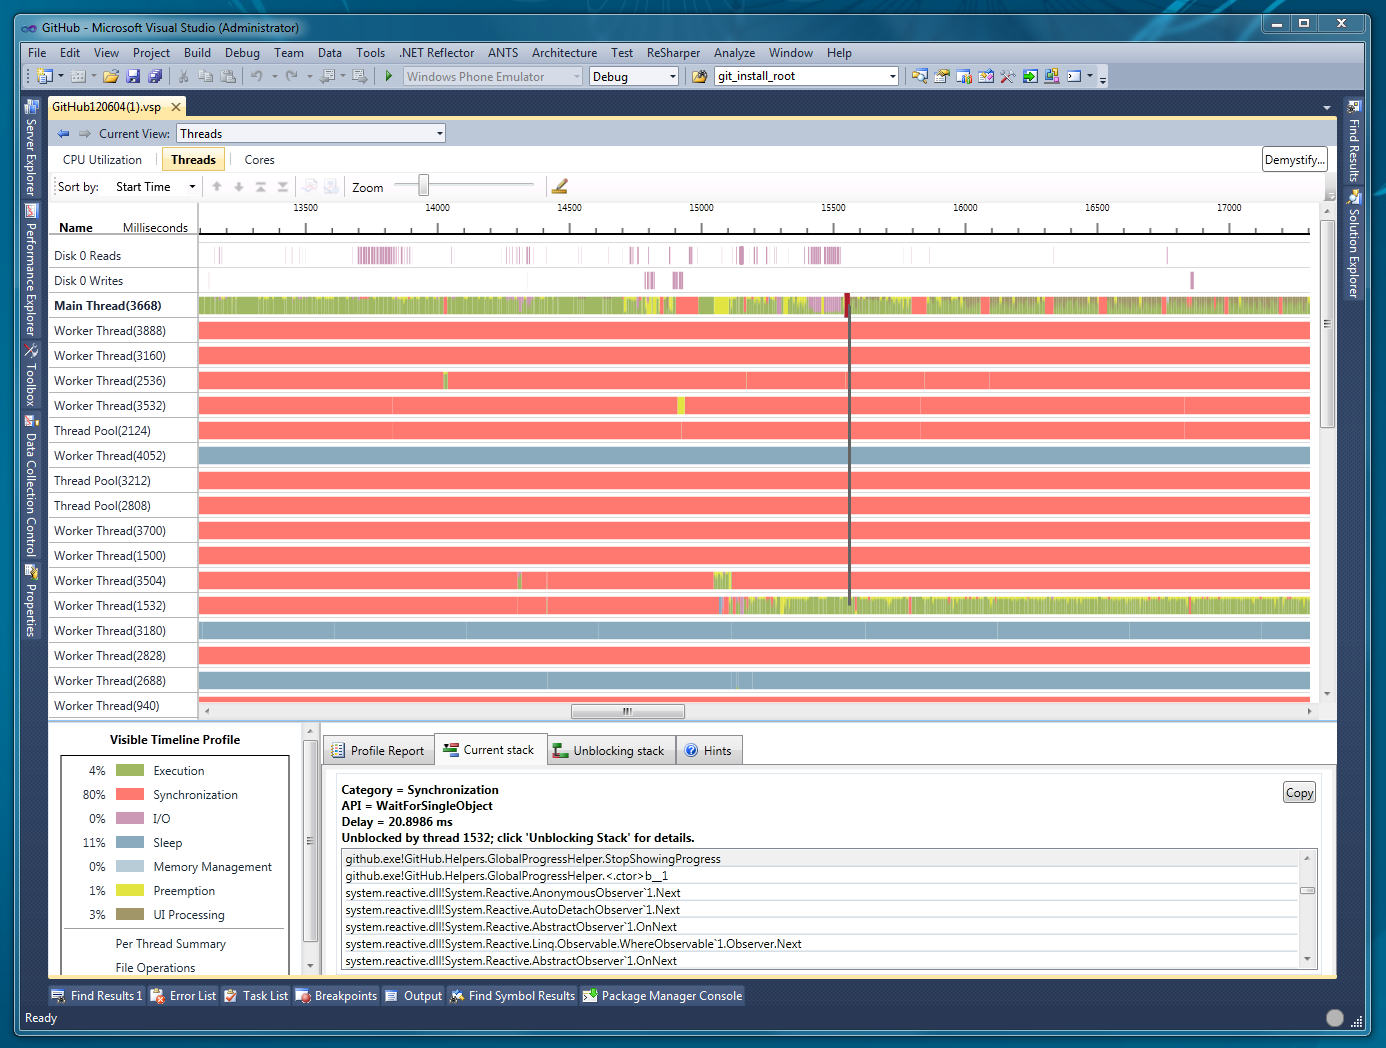 GitHub - Microsoft Visual Studio (Administrator)
File Edit View Project Build Debug Team Data Tools .NET Reflector ANTS Architecture Test ReSharper Analyze Window Help
Windows Phone Emulator Debug git_install_root
GitHub120604(1).vsp
Current View: Threads
CPU Utilization Threads Cores Demystify...
Sort by: Start Time Zoom
13500 14000 14500 15000 15500 16000 16500 17000
Name Milliseconds
Disk 0 Reads
Disk 0 Writes
Main Thread(3668)
Worker Thread(3888)
Worker Thread(3160)
Worker Thread(2536)
Worker Thread(3532)
Thread Pool(2124)
Worker Thread(4052)
Thread Pool(3212)
Thread Pool(2808)
Worker Thread(3700)
Worker Thread(1500)
Worker Thread(3504)
Worker Thread(1532)
Worker Thread(3180)
Worker Thread(2828)
Worker Thread(2688)
Worker Thread(940)
Server Explorer
Performance Explorer
Toolbox
Data Collection Control
Properties
Find Results
Solution Explorer
Visible Timeline Profile
4% Execution
80% Synchronization
0% I/O
11% Sleep
0% Memory Management
1% Preemption
3% UI Processing
Per Thread Summary
File Operations
Profile Report Current stack Unblocking stack Hints
Category = Synchronization
API = WaitForSingleObject
Delay = 20.8986 ms
Unblocked by thread 1532; click 'Unblocking Stack' for details.
Copy
github.exe!GitHub.Helpers.GlobalProgressHelper.StopShowingProgress
github.exe!GitHub.Helpers.GlobalProgressHelper.<.ctor>b__1
system.reactive.dll!System.Reactive.AnonymousObserver`1.Next
system.reactive.dll!System.Reactive.AutoDetachObserver`1.Next
system.reactive.dll!System.Reactive.AbstractObserver`1.OnNext
system.reactive.dll!System.Reactive.Linq.Observable.WhereObservable`1.Observer.Next
system.reactive.dll!System.Reactive.AbstractObserver`1.OnNext
Find Results 1 Error List Task List Breakpoints Output Find Symbol Results Package Manager Console
Ready